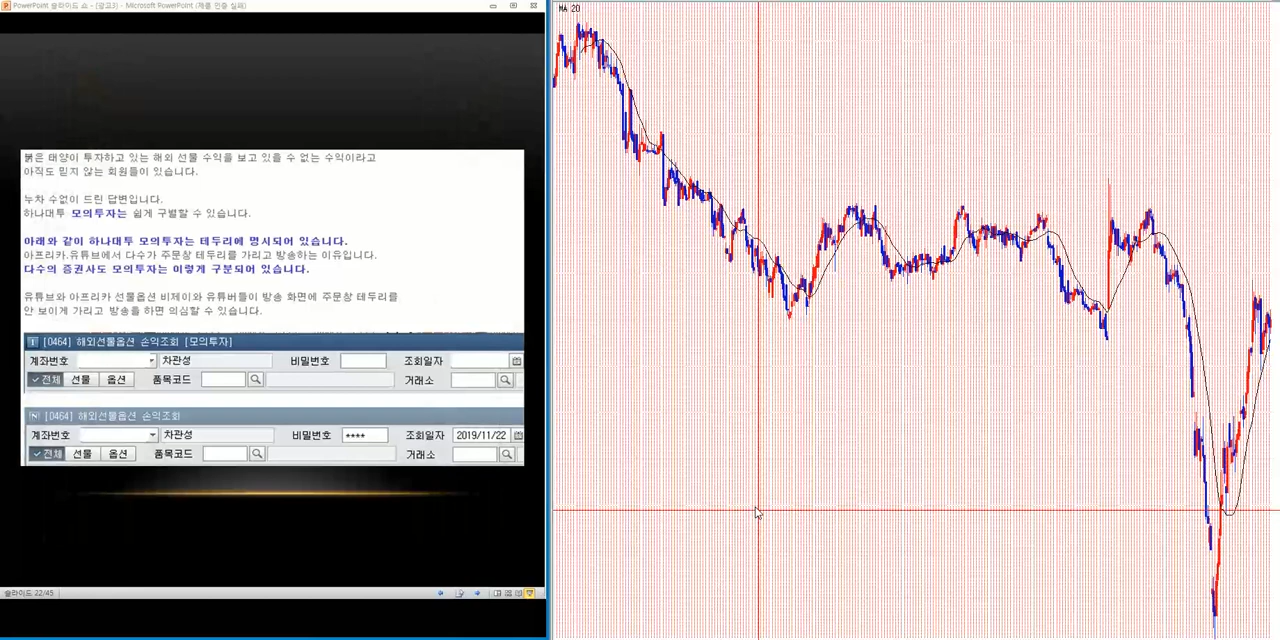 PowerPoint 슬라이드 쇼 - [광고3] - Microsoft PowerPoint (제품 인증 실패)
MA 20
붉은 태양이 투자하고 있는 해외 선물 수익을 보고 있을 수 없는 수익이라고
아직도 믿지 않는 회원들이 있습니다.
누차 수없이 드린 답변입니다.
하나대투 모의투자는 쉽게 구별할 수 있습니다.
아래와 같이 하나대투 모의투자는 테두리에 명시되어 있습니다.
아프리카.유튜브에서 다수가 주문창 테두리를 가리고 방송하는 이유입니다.
다수의 증권사도 모의투자는 이렇게 구분되어 있습니다.
유튜브와 아프리카 선물옵션 비제이와 유튜버들이 방송 화면에 주문창 테두리를
안 보이게 가리고 방송을 하면 의심할 수 있습니다.
[0464] 해외선물옵션 손익조회 [모의투자]
계좌번호 차관성 비밀번호 조회일자
전체 선물 옵션 품목코드 거래소
[0464] 해외선물옵션 손익조회
계좌번호 차관성 비밀번호 **** 조회일자 2019/11/22
전체 선물 옵션 품목코드 거래소
슬라이드 22/45